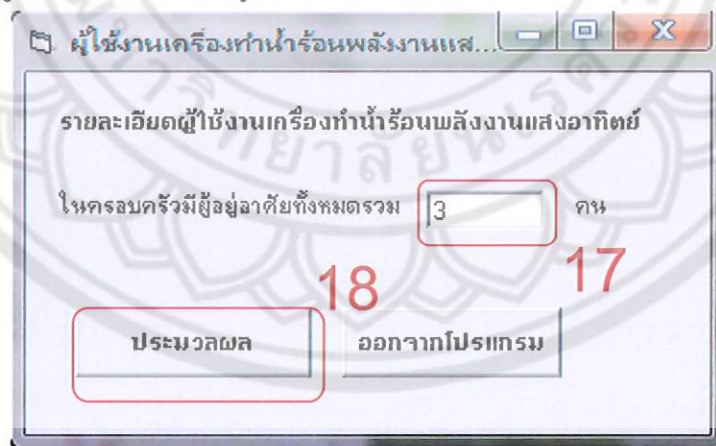 ผู้ใช้งานเครื่องทำน้ำร้อนพลังงานแส...
รายละเอียดผู้ใช้งานเครื่องทำน้ำร้อนพลังงานแสงอาทิตย์
ในครอบครัวมีผู้อยู่อาศัยทั้งหมดรวม 3 คน
17
18
ประมวลผล ออกจากโปรแกรม